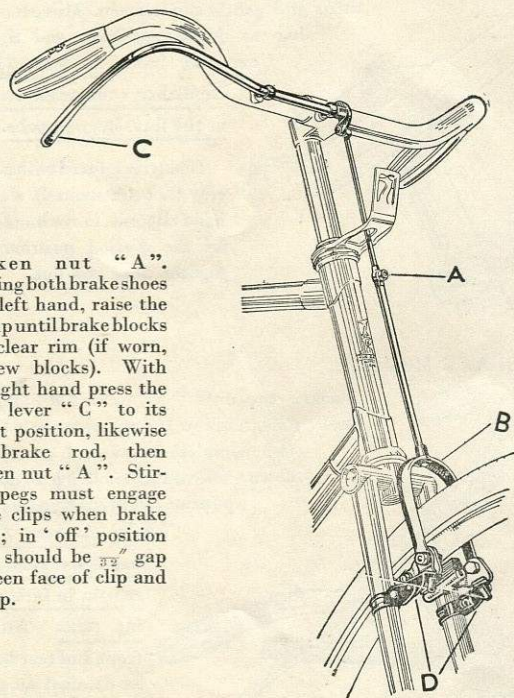 C
A
B
ken nut “A”.
ing both brake shoes
left hand, raise the
p until brake blocks
clear rim (if worn,
ew blocks). With
ight hand press the
lever “C” to its
t position, likewise
brake rod, then
en nut “A”. Stir-
pegs must engage
clips when brake
; in ‘off’ position
should be gap
een face of clip and
p.
D